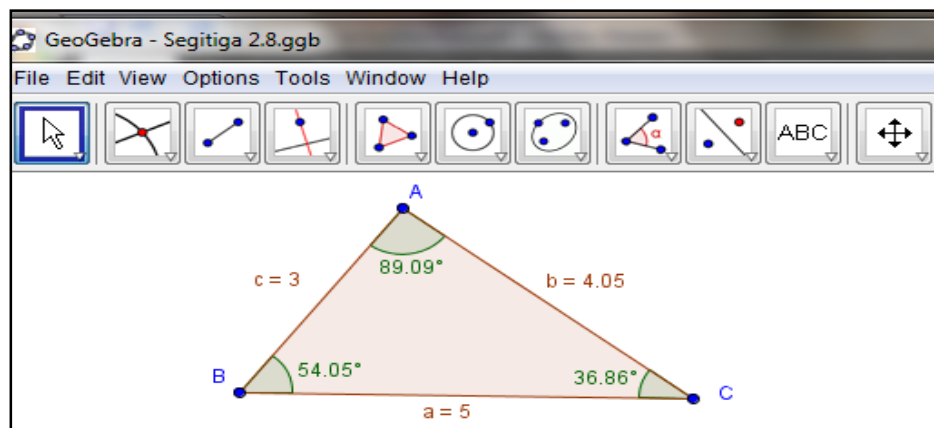 GeoGebra - Segitiga 2.8.ggb
File Edit View Options Tools Window Help
α
ABC
A
89.09°
c = 3
b = 4.05
B
54.05°
36.86°
C
a = 5